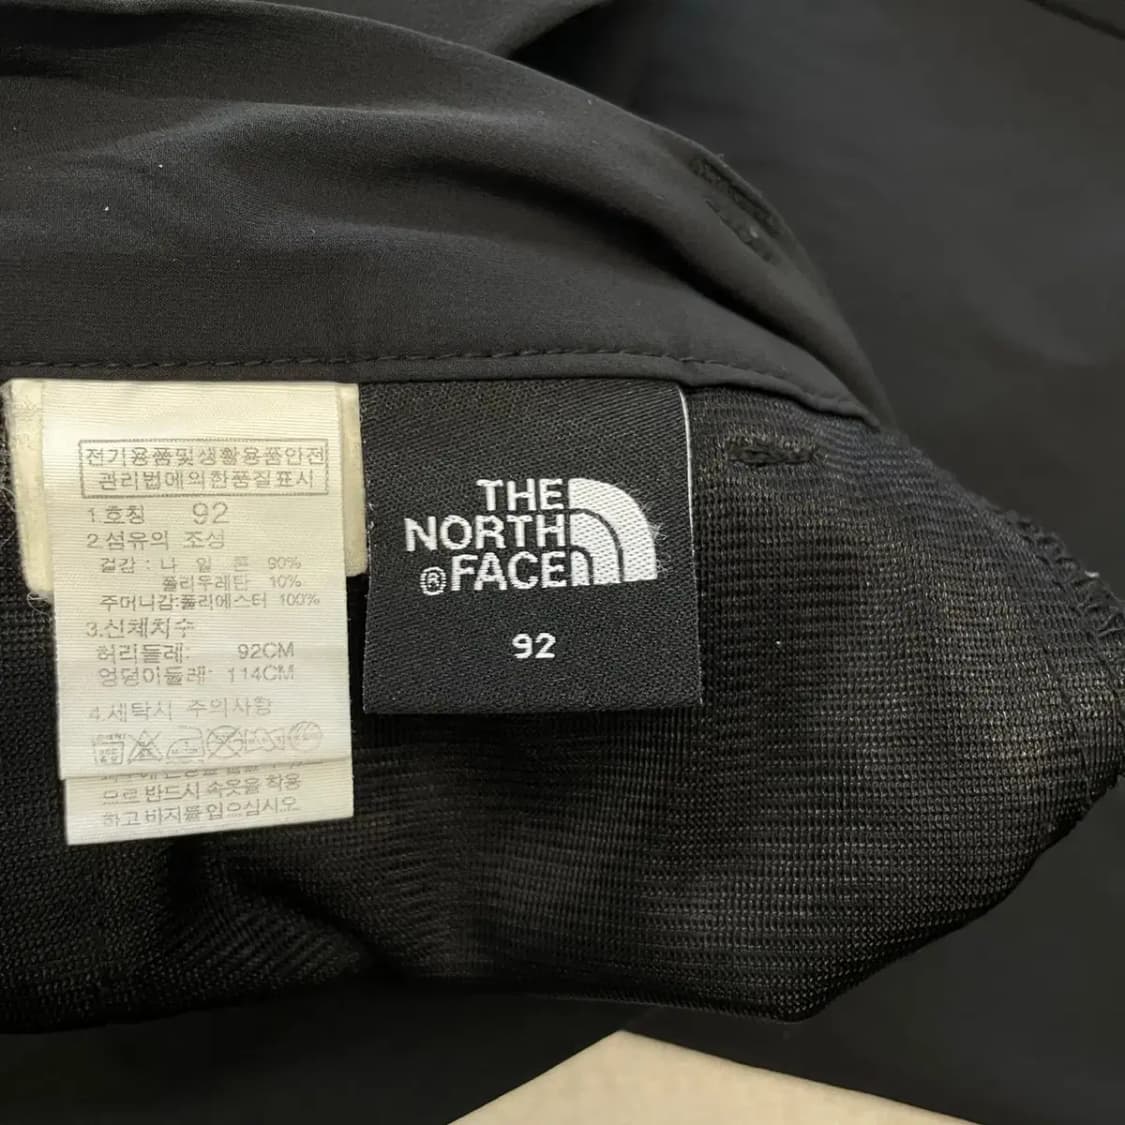 전기용품및생활용품안전
관리법에의한품질표시
1.호칭 92
2.섬유의 조성
겉감 : 나 일 론 90%
폴리우레탄 10%
주머니감:폴리에스터 100%
3.신체치수
허리둘레: 92CM
엉덩이둘레: 114CM
4.세탁시 주의사항
므로 반드시 속옷을 착용
하고 바지를 입으십시오
THE
NORTH
®FACE
92